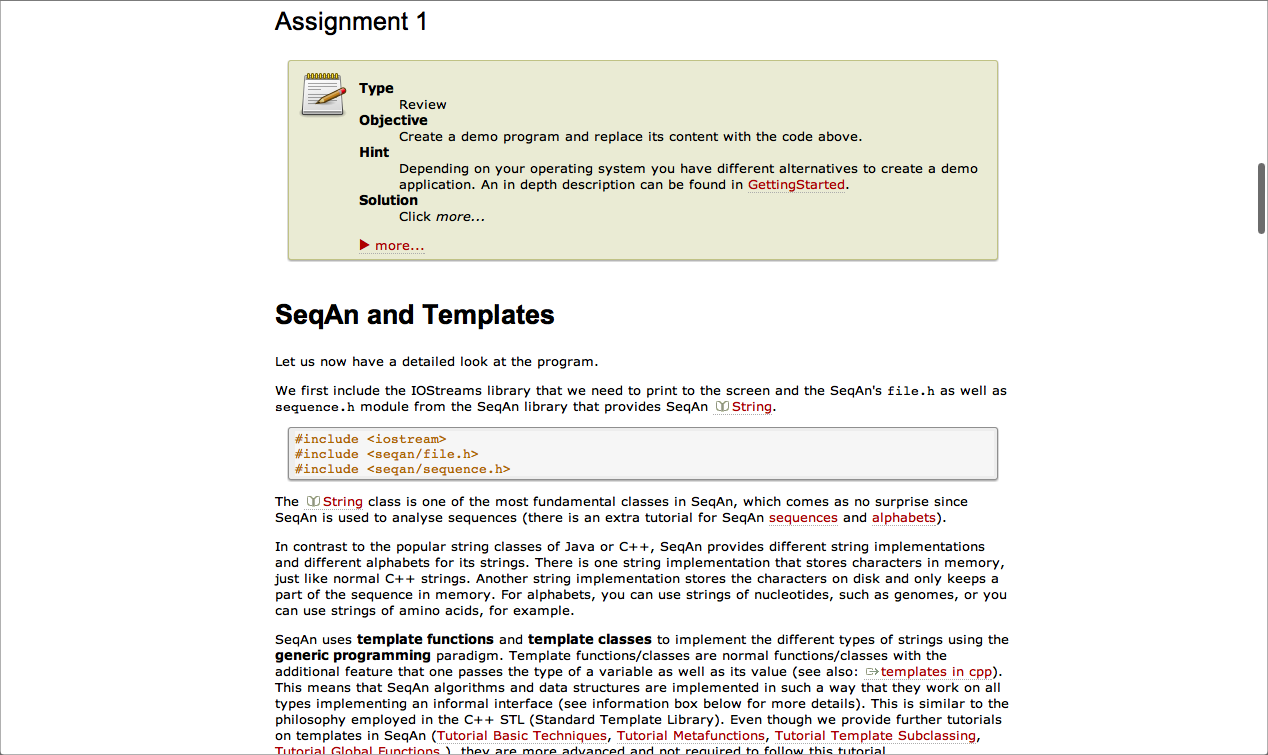 Assignment 1
Type
Review
Objective
Create a demo program and replace its content with the code above.
Hint
Depending on your operating system you have different alternatives to create a demo
application. An in depth description can be found in GettingStarted.
Solution
Click more...
more...
SeqAn and Templates
Let us now have a detailed look at the program.
We first include the IOStreams library that we need to print to the screen and the SeqAn's file.h as well as
sequence.h module from the SeqAn library that provides SeqAn String.
#include <iostream>
#include <seqan/file.h>
#include <seqan/sequence.h>
The String class is one of the most fundamental classes in SeqAn, which comes as no surprise since
SeqAn is used to analyse sequences (there is an extra tutorial for SeqAn sequences and alphabets).
In contrast to the popular string classes of Java or C++, SeqAn provides different string implementations
and different alphabets for its strings. There is one string implementation that stores characters in memory,
just like normal C++ strings. Another string implementation stores the characters on disk and only keeps a
part of the sequence in memory. For alphabets, you can use strings of nucleotides, such as genomes, or you
can use strings of amino acids, for example.
SeqAn uses template functions and template classes to implement the different types of strings using the
generic programming paradigm. Template functions/classes are normal functions/classes with the
additional feature that one passes the type of a variable as well as its value (see also: templates in cpp).
This means that SeqAn algorithms and data structures are implemented in such a way that they work on all
types implementing an informal interface (see information box below for more details). This is similar to the
philosophy employed in the C++ STL (Standard Template Library). Even though we provide further tutorials
on templates in SeqAn (Tutorial Basic Techniques, Tutorial Metafunctions, Tutorial Template Subclassing,
Tutorial Global Functions ), they are more advanced and not required to follow this tutorial.